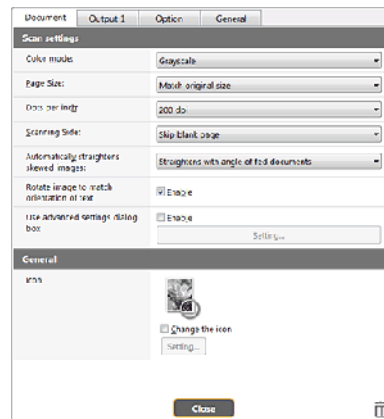 Document Output 1 Option General
Scan settings
Color mode: Grayscale
Page Size: Match original size
Dots per inch: 200 dpi
Scanning Side: Skip blank page
Automatically straightens skewed images: Straightens with angle of fed documents
Rotate image to match orientation of text Enable
Use advanced settings dialog box Enable
Setting...
General
Icon
Change the icon
Setting...
Close